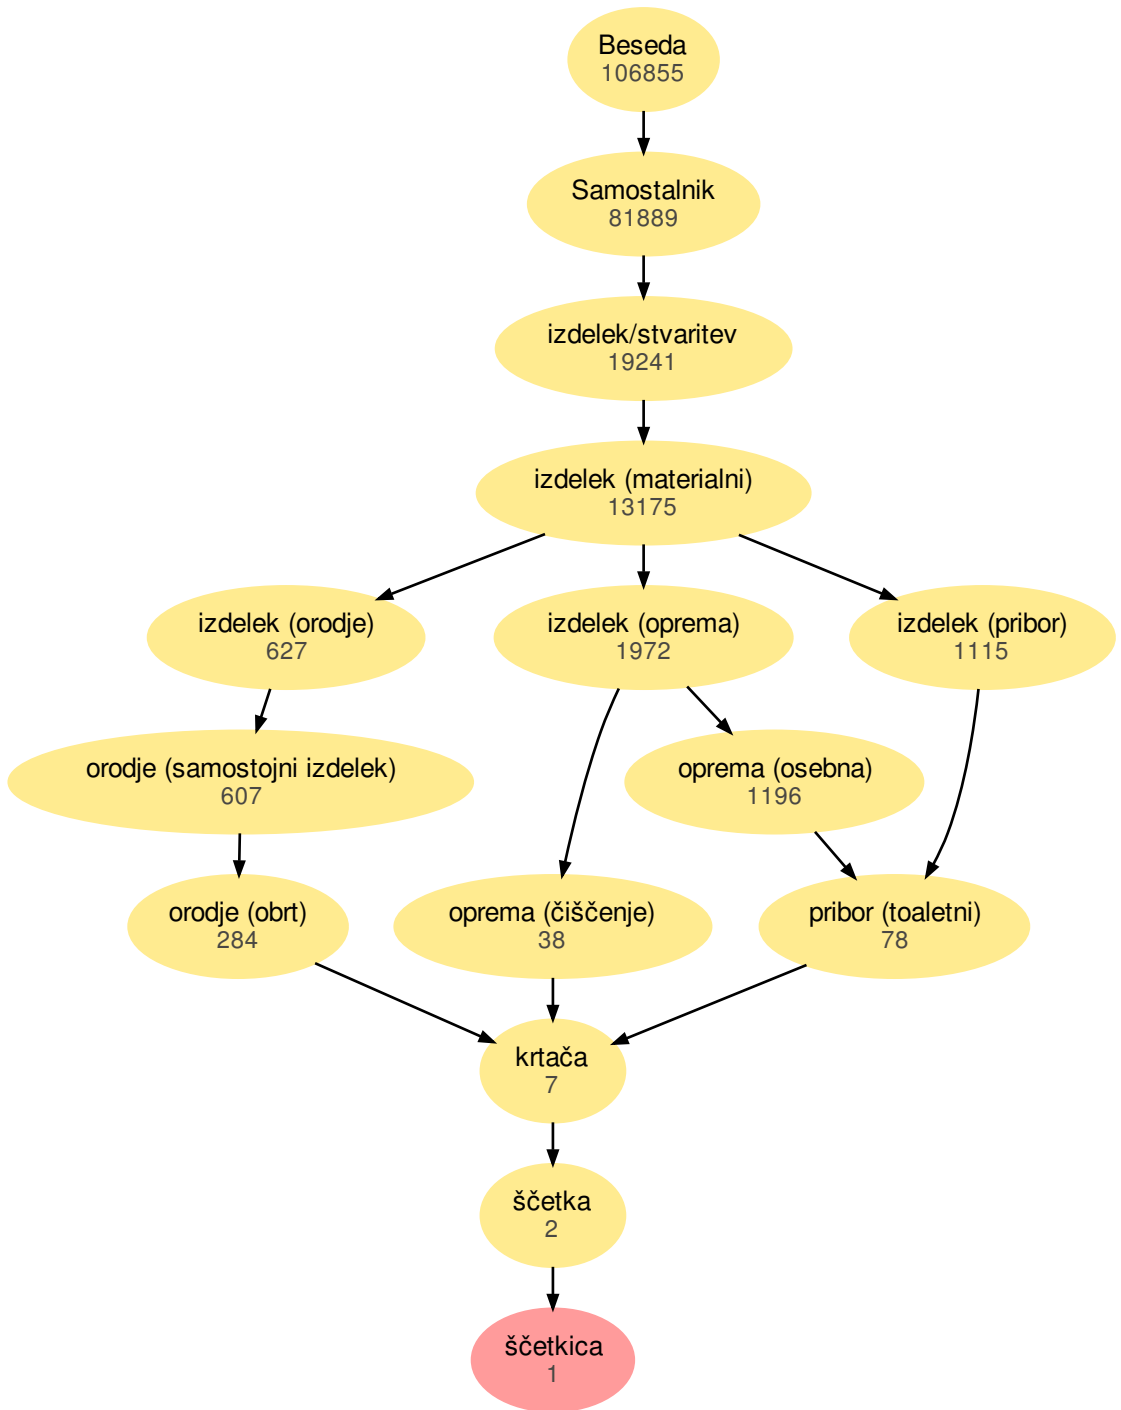 Beseda
106855
Samostalnik
81889
izdelek/stvaritev
19241
izdelek (materialni)
13175
izdelek (orodje)
627
izdelek (oprema)
1972
izdelek (pribor)
1115
orodje (samostojni izdelek)
607
oprema (osebna)
1196
orodje (obrt)
284
oprema (čiščenje)
38
pribor (toaletni)
78
krtača
7
ščetka
2
ščetkica
1